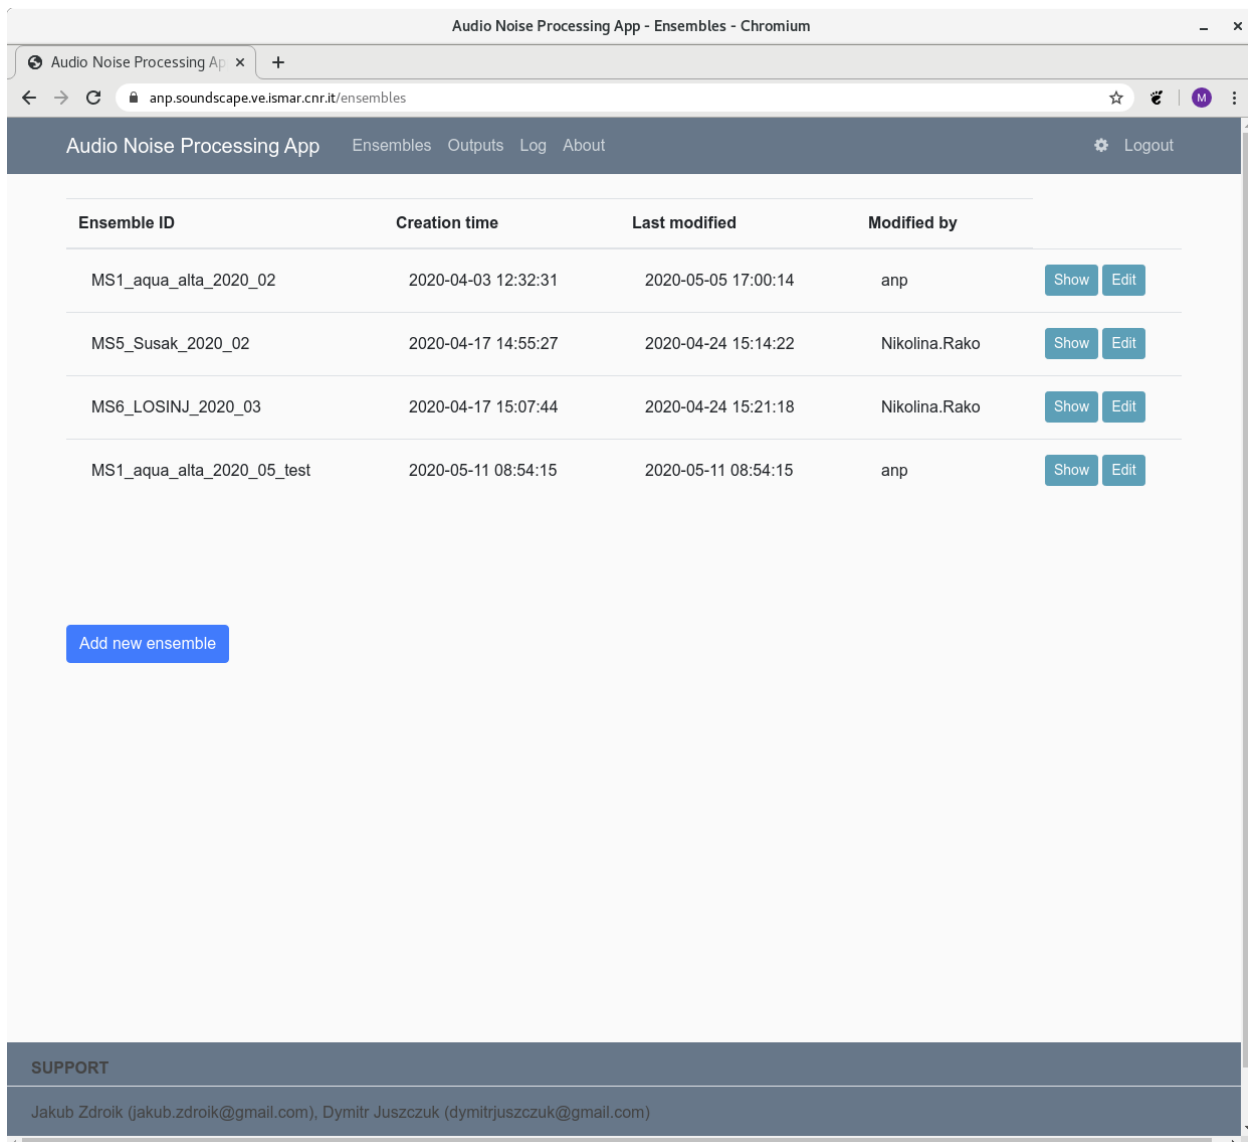 Audio Noise Processing App - Ensembles - Chromium
Audio Noise Processing Ap
anp.soundscape.ve.ismar.cnr.it/ensembles M
Audio Noise Processing App Ensembles Outputs Log About Logout
Ensemble ID Creation time Last modified Modified by
MS1_aqua_alta_2020_02 2020-04-03 12:32:31 2020-05-05 17:00:14 anp Show Edit
MS5_Susak_2020_02 2020-04-17 14:55:27 2020-04-24 15:14:22 Nikolina.Rako Show Edit
MS6_LOSINJ_2020_03 2020-04-17 15:07:44 2020-04-24 15:21:18 Nikolina.Rako Show Edit
MS1_aqua_alta_2020_05_test 2020-05-11 08:54:15 2020-05-11 08:54:15 anp Show Edit
Add new ensemble
SUPPORT
Jakub Zdroik (jakub.zdroik@gmail.com), Dymitr Juszczuk (dymitrjuszczuk@gmail.com)